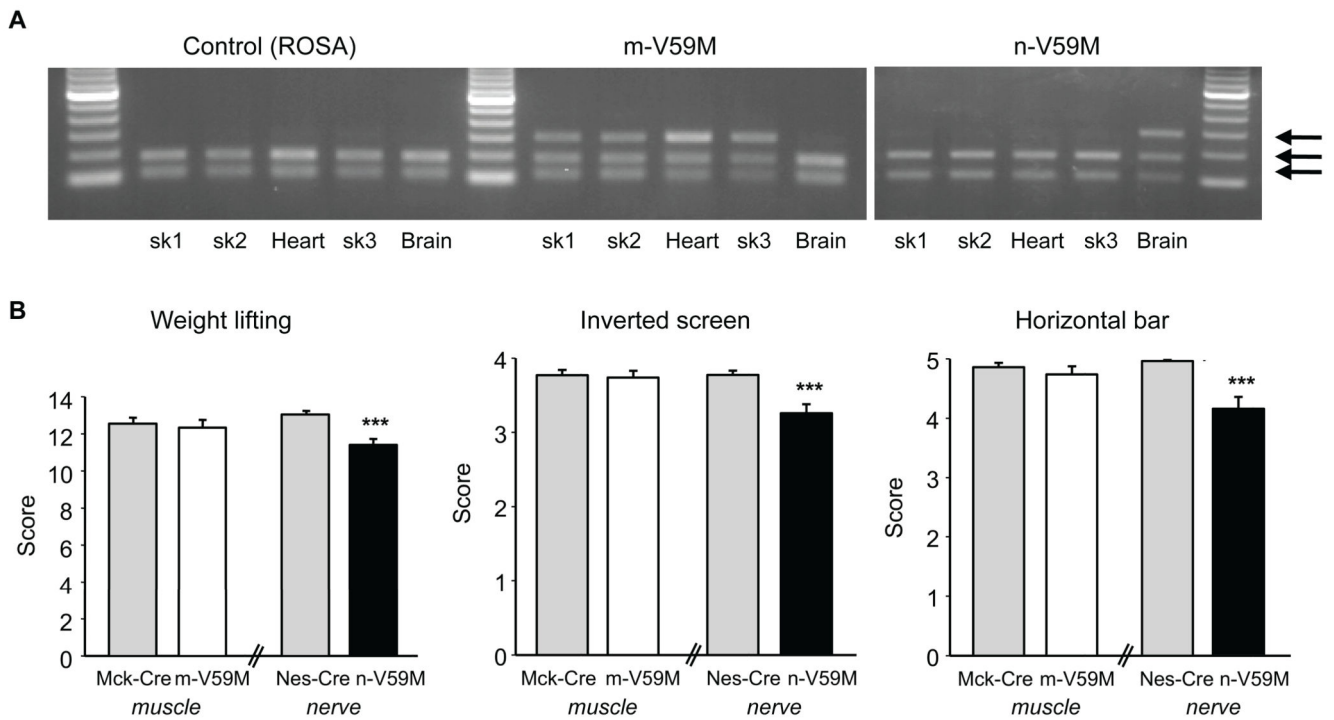 A
Control (ROSA) m-V59M n-V59M
sk1 sk2 Heart sk3 Brain sk1 sk2 Heart sk3 Brain sk1 sk2 Heart sk3 Brain
B
Weight lifting Inverted screen Horizontal bar
Score
14
12
10
8
6
4
2
0
***
Mck-Cre m-V59M Nes-Cre n-V59M
muscle nerve
Score
4
3
2
1
0
***
Mck-Cre m-V59M Nes-Cre n-V59M
muscle nerve
Score
5
4
3
2
1
0
***
Mck-Cre m-V59M Nes-Cre n-V59M
muscle nerve